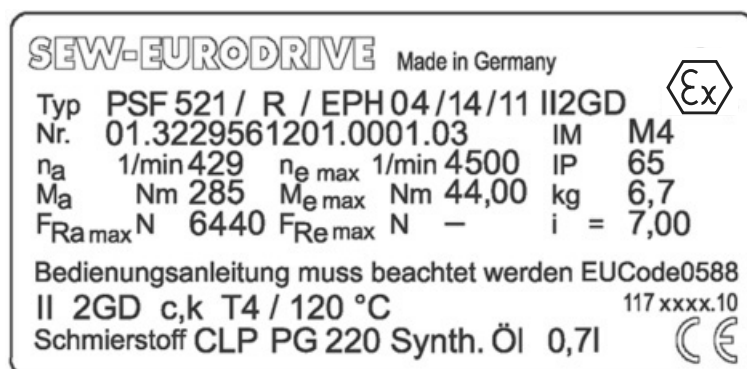 SEW-EURODRIVE Made in Germany
Ex
Typ PSF 521 / R / EPH 04 /14 /11 II2GD
Nr. 01.3229561201.0001.03 IM M4
na 1/min 429 ne max 1/min 4500 IP 65
Ma Nm 285 Me max Nm 44,00 kg 6,7
FRa max N 6440 FRe max N – i = 7,00
Bedienungsanleitung muss beachtet werden EUCode0588
II 2GD c,k T4 / 120 °C 117 xxxx.10
Schmierstoff CLP PG 220 Synth. Öl 0,7l CE